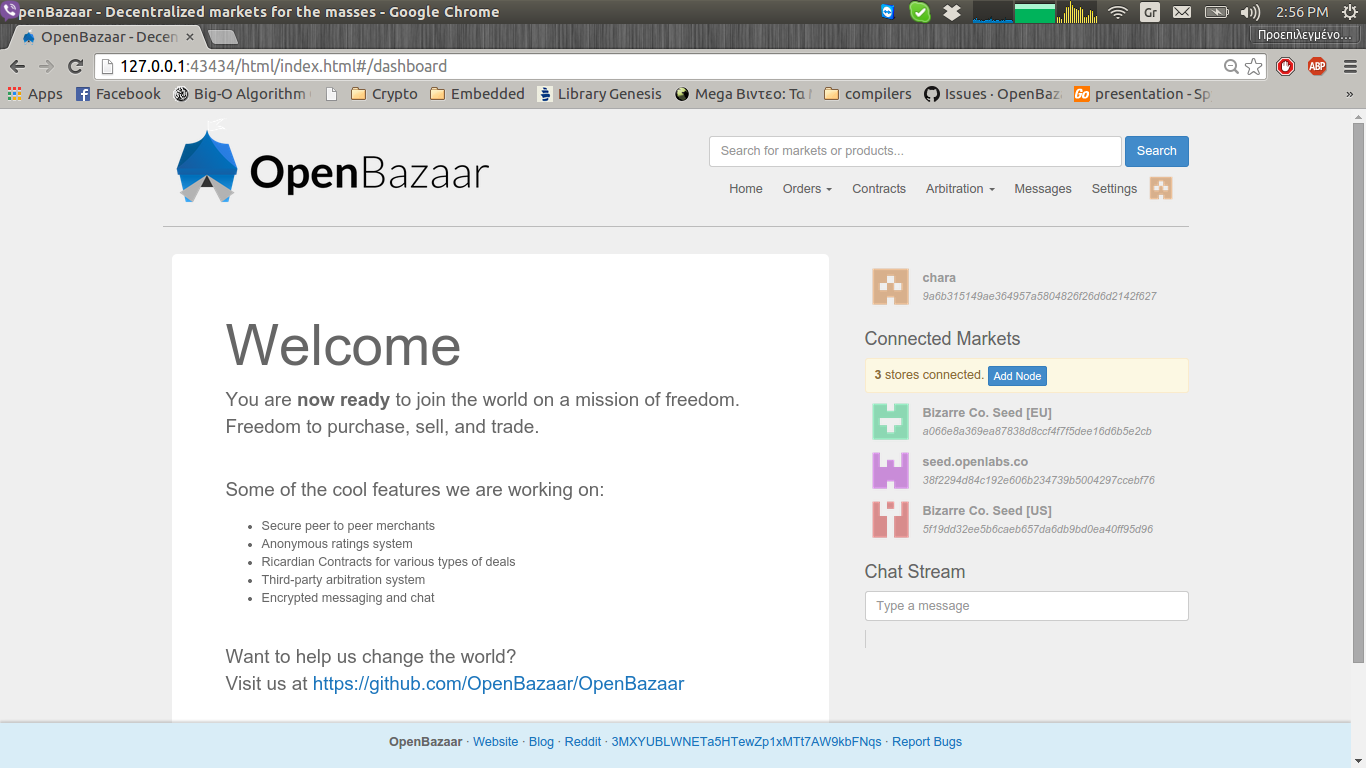 OpenBazaar - Decentralized markets for the masses - Google Chrome
Gr
2:56 PM
OpenBazaar - Decen
Προεπιλεγμένο...
127.0.0.1:43434/html/index.html#/dashboard
ABP
Apps
Facebook
Big-O Algorithm
Crypto
Embedded
Library Genesis
Mega Βιντεο: Τα
compilers
Issues · OpenBaz
Go presentation - Sp
»
OpenBazaar
Search for markets or products...
Search
Home Orders Contracts Arbitration Messages Settings
Welcome
You are now ready to join the world on a mission of freedom.
Freedom to purchase, sell, and trade.
Some of the cool features we are working on:
• Secure peer to peer merchants
• Anonymous ratings system
• Ricardian Contracts for various types of deals
• Third-party arbitration system
• Encrypted messaging and chat
Want to help us change the world?
Visit us at https://github.com/OpenBazaar/OpenBazaar
chara
9a6b315149ae364957a5804826f26d6d2142f627
Connected Markets
3 stores connected. Add Node
Bizarre Co. Seed [EU]
a066e8a369ea87838d8ccf4f7f5dee16d6b5e2cb
seed.openlabs.co
38f2294d84c192e606b234739b5004297ccebf76
Bizarre Co. Seed [US]
5f19dd32ee5b6caeb657da6db9bd0ea40ff95d96
Chat Stream
Type a message
OpenBazaar · Website · Blog · Reddit · 3MXYUBLWNETa5HTewZp1xMTt7AW9kbFNqs · Report Bugs